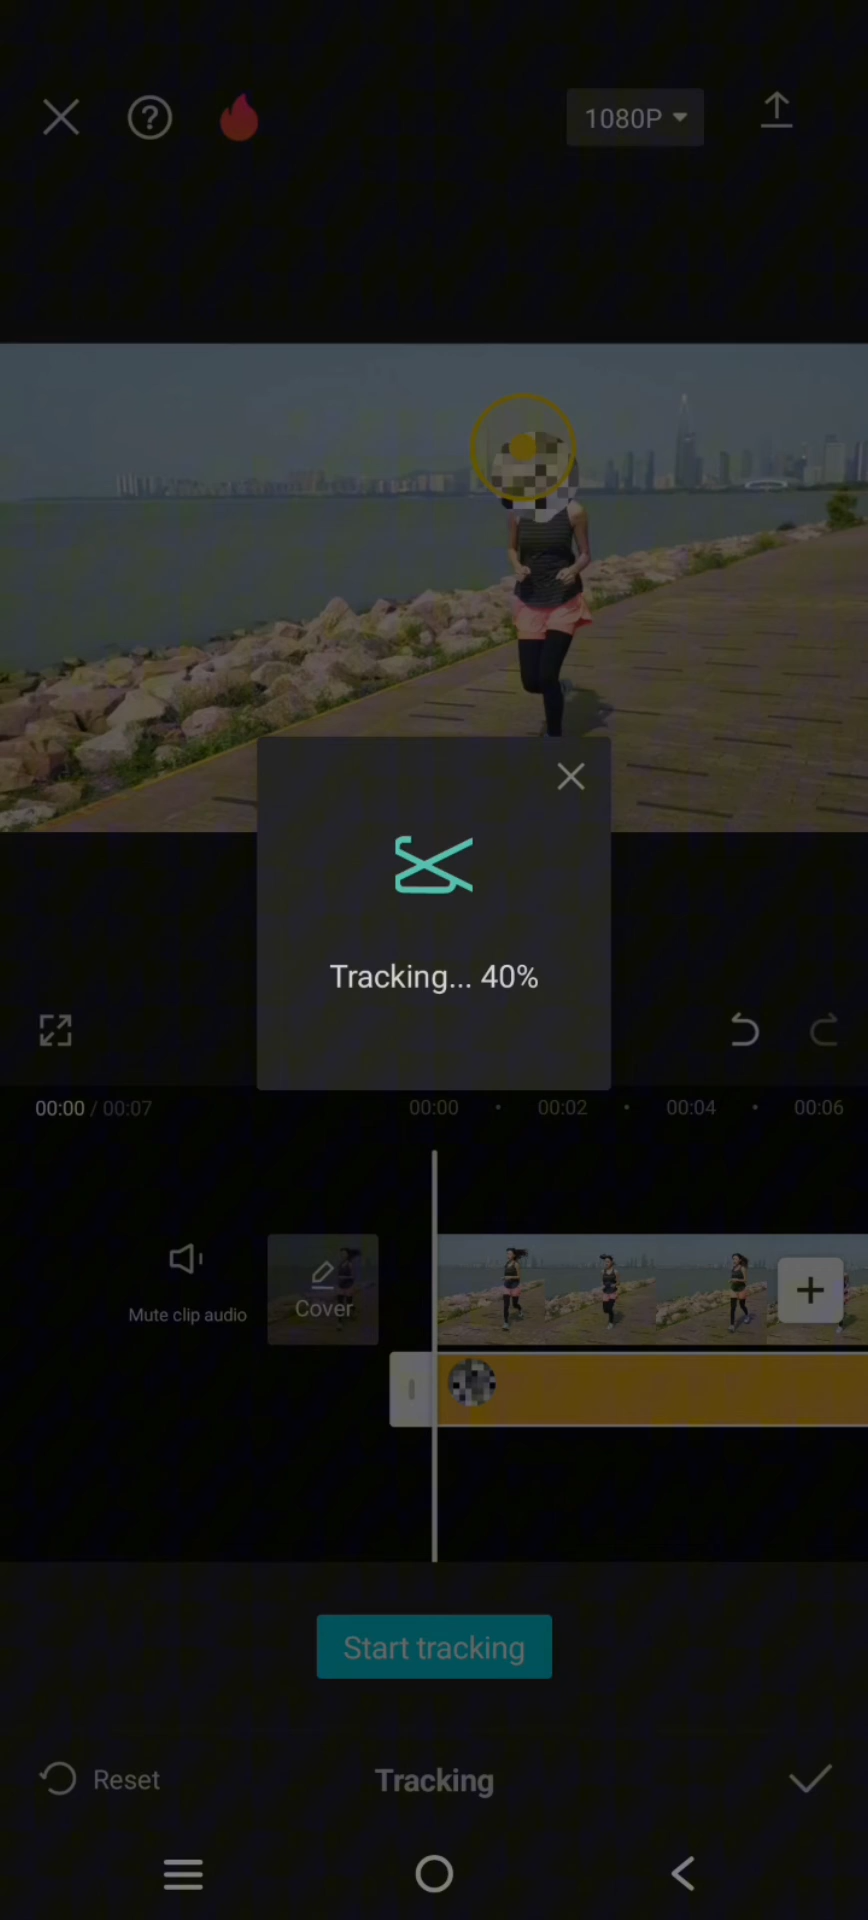 1080P
Tracking... 40%
00:00 / 00:07
00:00
00:02
00:04
00:06
Mute clip audio
Cover
Start tracking
Reset
Tracking